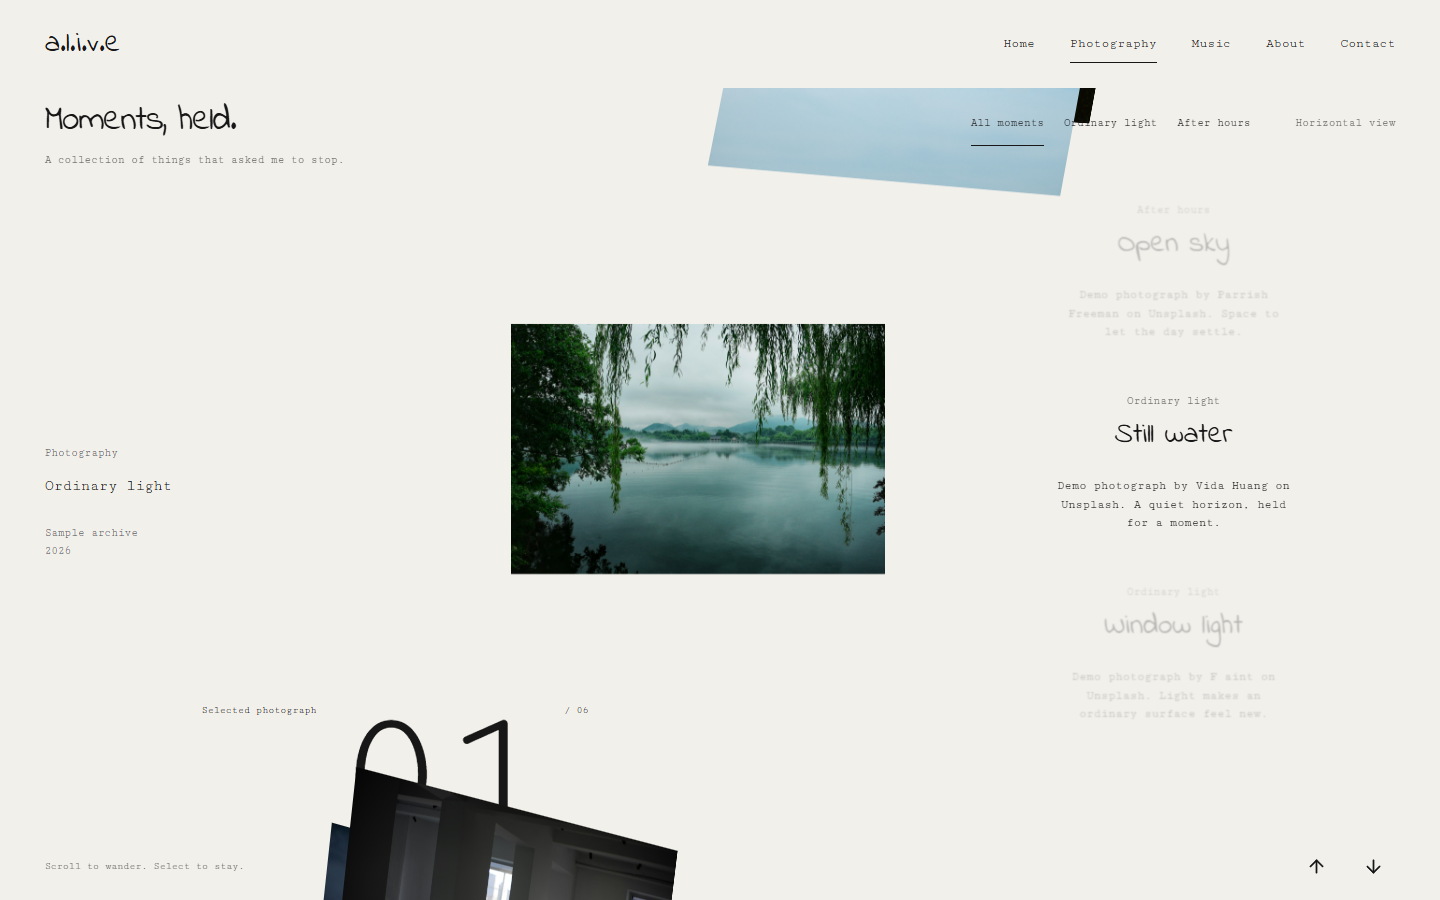 a.l.i.v.e
Home Photography Music About Contact
Moments, held.
A collection of things that asked me to stop.
All moments Ordinary light After hours Horizontal view
After hours
Open sky
Demo photograph by Parrish
Freeman on Unsplash. Space to
let the day settle.
Ordinary light
Still water
Demo photograph by Vida Huang on
Unsplash. A quiet horizon, held
for a moment.
Photography
Ordinary light
Sample archive
2026
Ordinary light
Window light
Demo photograph by F aint on
Unsplash. Light makes an
ordinary surface feel new.
Selected photograph
01
/ 06
Scroll to wander. Select to stay.